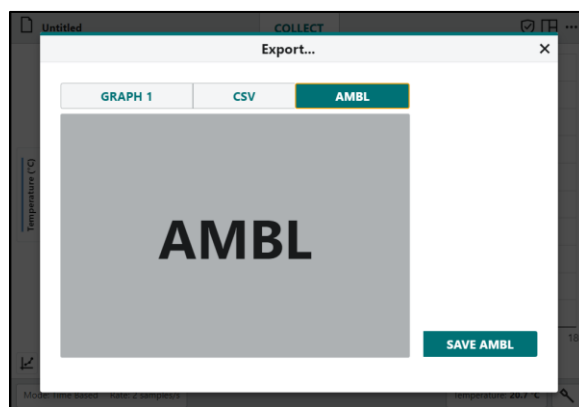 Untitled
COLLECT
Export...
GRAPH 1
CSV
AMBL
AMBL
Temperature (°C)
SAVE AMBL
18
Mode: Time Based Rate: 2 samples/s
Temperature: 20.7 °C